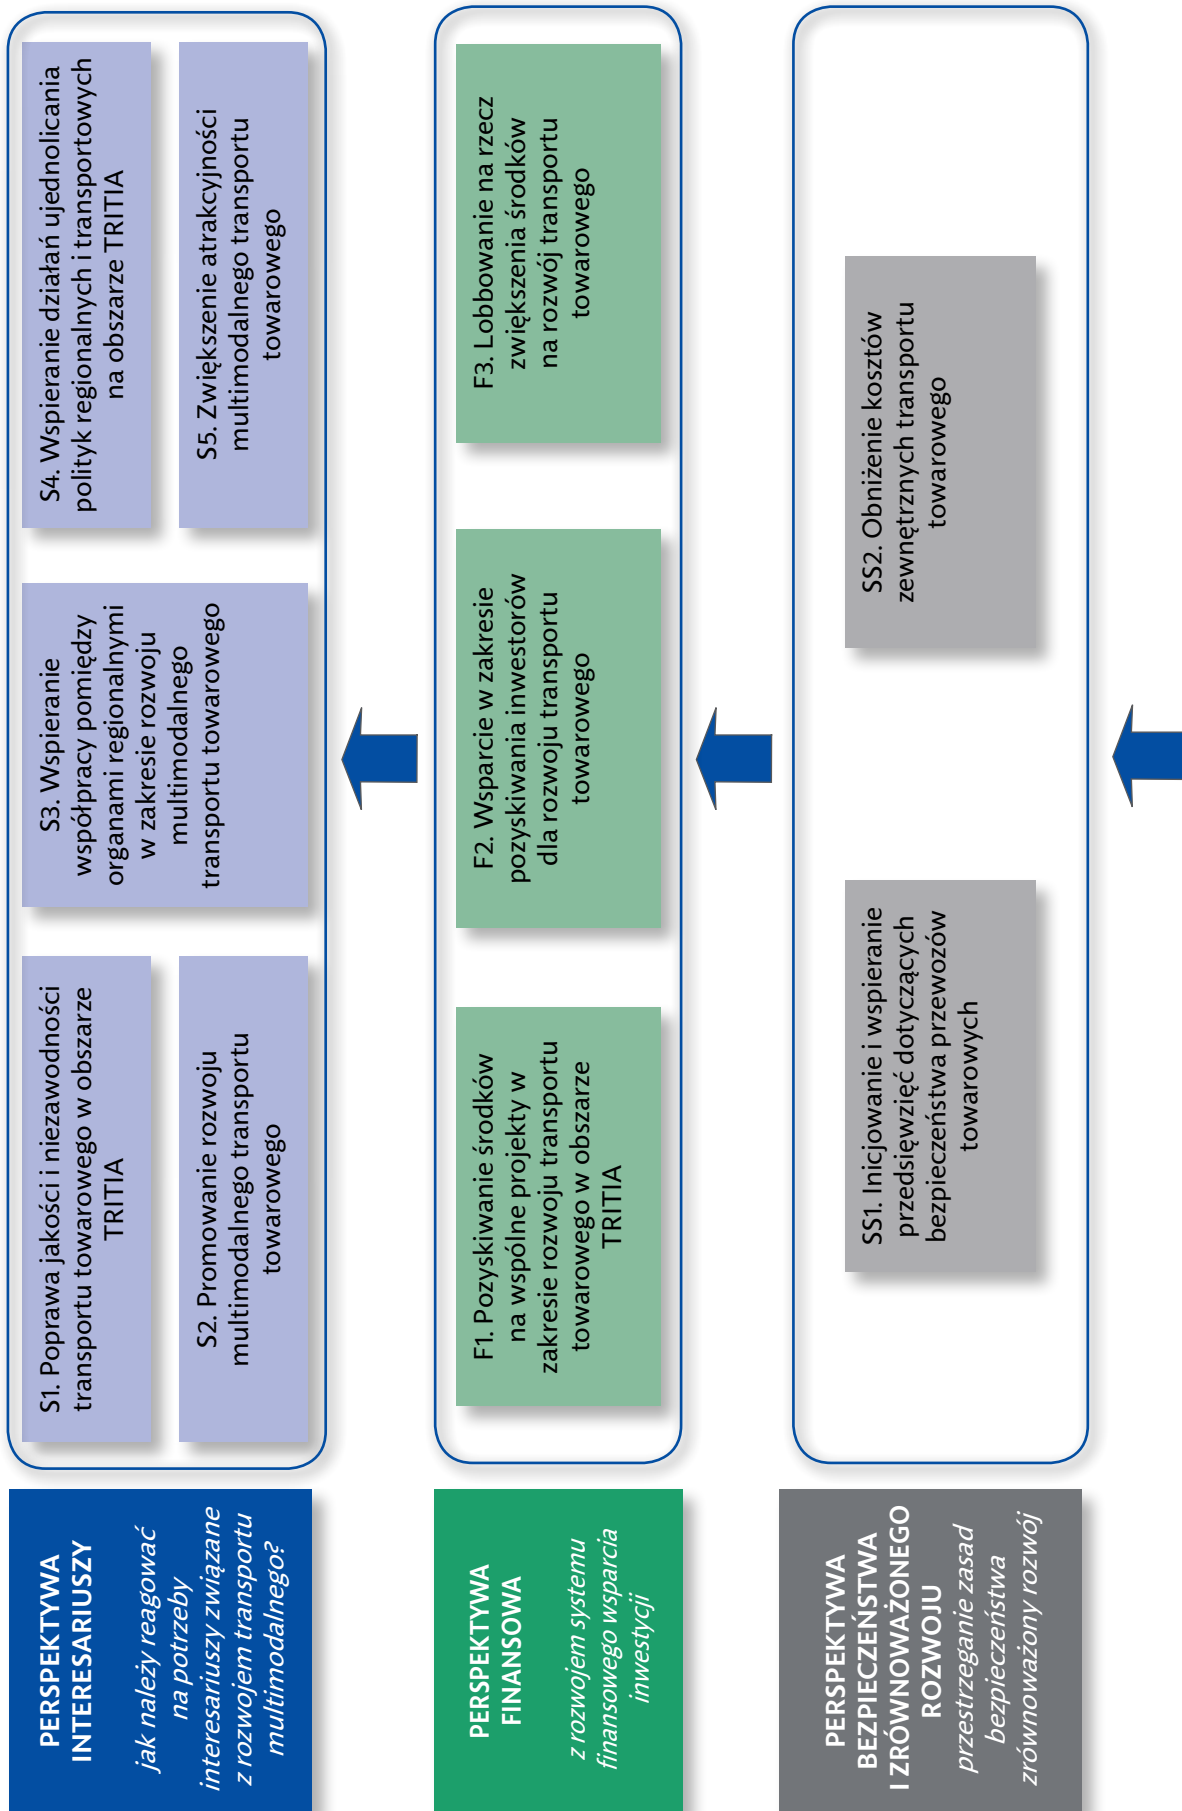 PERSPEKTYWA
INTERESARIUSZY
jak należy reagować
na potrzeby
interesariuszy związane
z rozwojem transportu
multimodalnego?
S1. Poprawa jakości i niezawodności
transportu towarowego w obszarze
TRITIA
S2. Promowanie rozwoju
multimodalnego transportu
towarowego
S3. Wspieranie
współpracy pomiędzy
organami regionalnymi
w zakresie rozwoju
multimodalnego
transportu towarowego
S4. Wspieranie działań ujednolicania
polityk regionalnych i transportowych
na obszarze TRITIA
S5. Zwiększenie atrakcyjności
multimodalnego transportu
towarowego
PERSPEKTYWA
FINANSOWA
z rozwojem systemu
finansowego wsparcia
inwestycji
F1. Pozyskiwanie środków
na wspólne projekty w
zakresie rozwoju transportu
towarowego w obszarze
TRITIA
F2. Wsparcie w zakresie
pozyskiwania inwestorów
dla rozwoju transportu
towarowego
F3. Lobbowanie na rzecz
zwiększenia środków
na rozwój transportu
towarowego
PERSPEKTYWA
BEZPIECZEŃSTWA
I ZRÓWNOWAŻONEGO
ROZWOJU
przestrzeganie zasad
bezpieczeństwa
zrównoważony rozwój
SS1. Inicjowanie i wspieranie
przedsięwzięć dotyczących
bezpieczeństwa przewozów
towarowych
SS2. Obniżenie kosztów
zewnętrznych transportu
towarowego